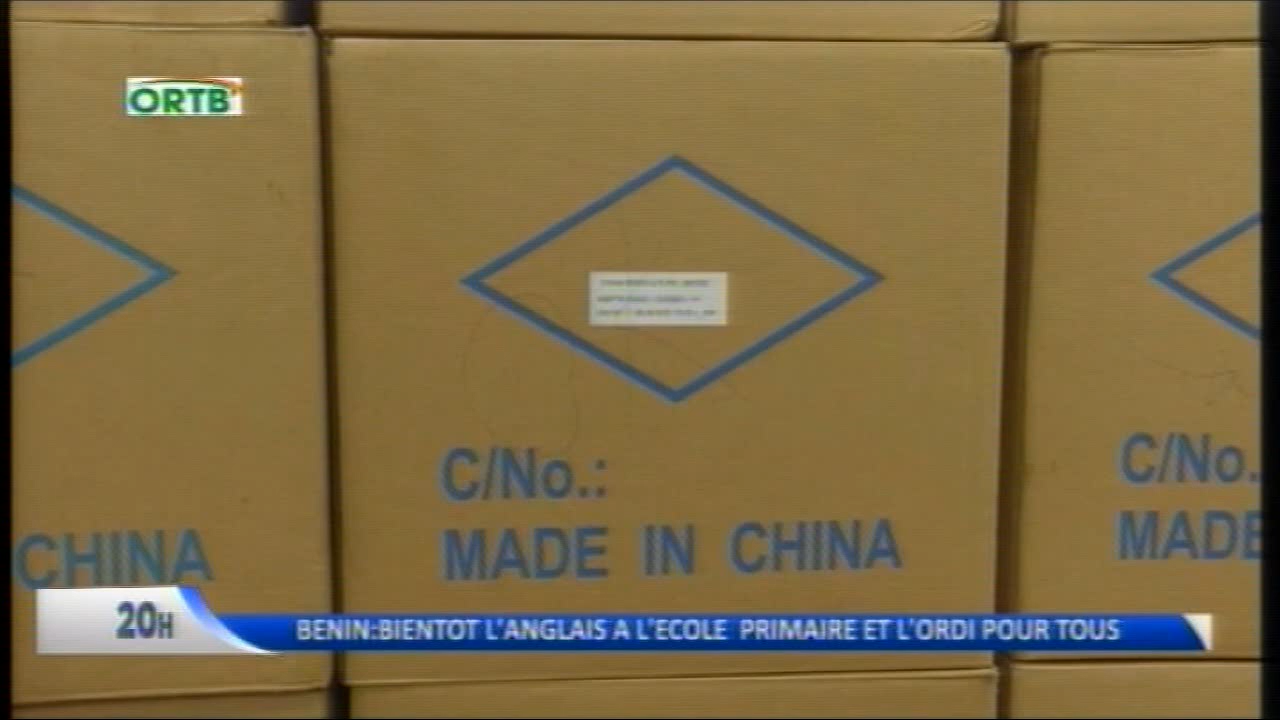 ORTB
C/No.:
MADE IN CHINA
CHINA
C/No.
MADE
20H
BENIN:BIENTOT L'ANGLAIS A L'ECOLE PRIMAIRE ET L'ORDI POUR TOUS